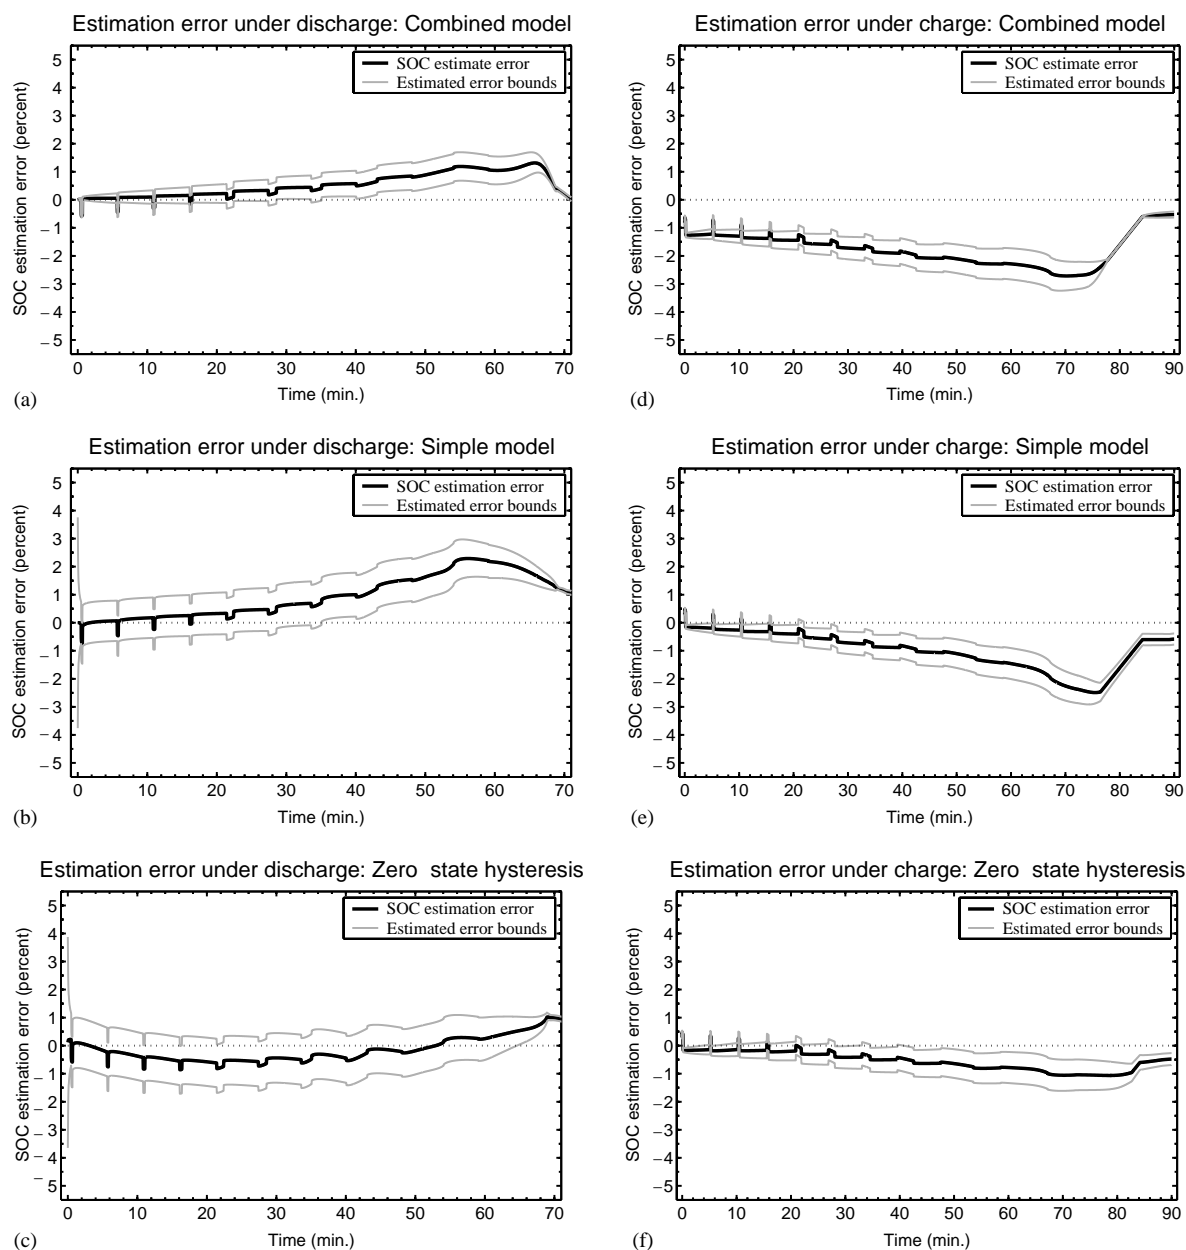 Estimation error under discharge: Combined model
SOC estimate error
Estimated error bounds
SOC estimation error (percent)
5
4
3
2
1
0
−1
−2
−3
−4
−5
0 10 20 30 40 50 60 70
Time (min.)
(a)
Estimation error under charge: Combined model
SOC estimate error
Estimated error bounds
SOC estimation error (percent)
5
4
3
2
1
0
−1
−2
−3
−4
−5
0 10 20 30 40 50 60 70 80 90
Time (min.)
(d)
Estimation error under discharge: Simple model
SOC estimation error
Estimated error bounds
SOC estimation error (percent)
5
4
3
2
1
0
−1
−2
−3
−4
−5
0 10 20 30 40 50 60 70
Time (min.)
(b)
Estimation error under charge: Simple model
SOC estimation error
Estimated error bounds
SOC estimation error (percent)
5
4
3
2
1
0
−1
−2
−3
−4
−5
0 10 20 30 40 50 60 70 80 90
Time (min.)
(e)
Estimation error under discharge: Zero state hysteresis
SOC estimation error
Estimated error bounds
SOC estimation error (percent)
5
4
3
2
1
0
−1
−2
−3
−4
−5
0 10 20 30 40 50 60 70
Time (min.)
(c)
Estimation error under charge: Zero state hysteresis
SOC estimation error
Estimated error bounds
SOC estimation error (percent)
5
4
3
2
1
0
−1
−2
−3
−4
−5
0 10 20 30 40 50 60 70 80 90
Time (min.)
(f)